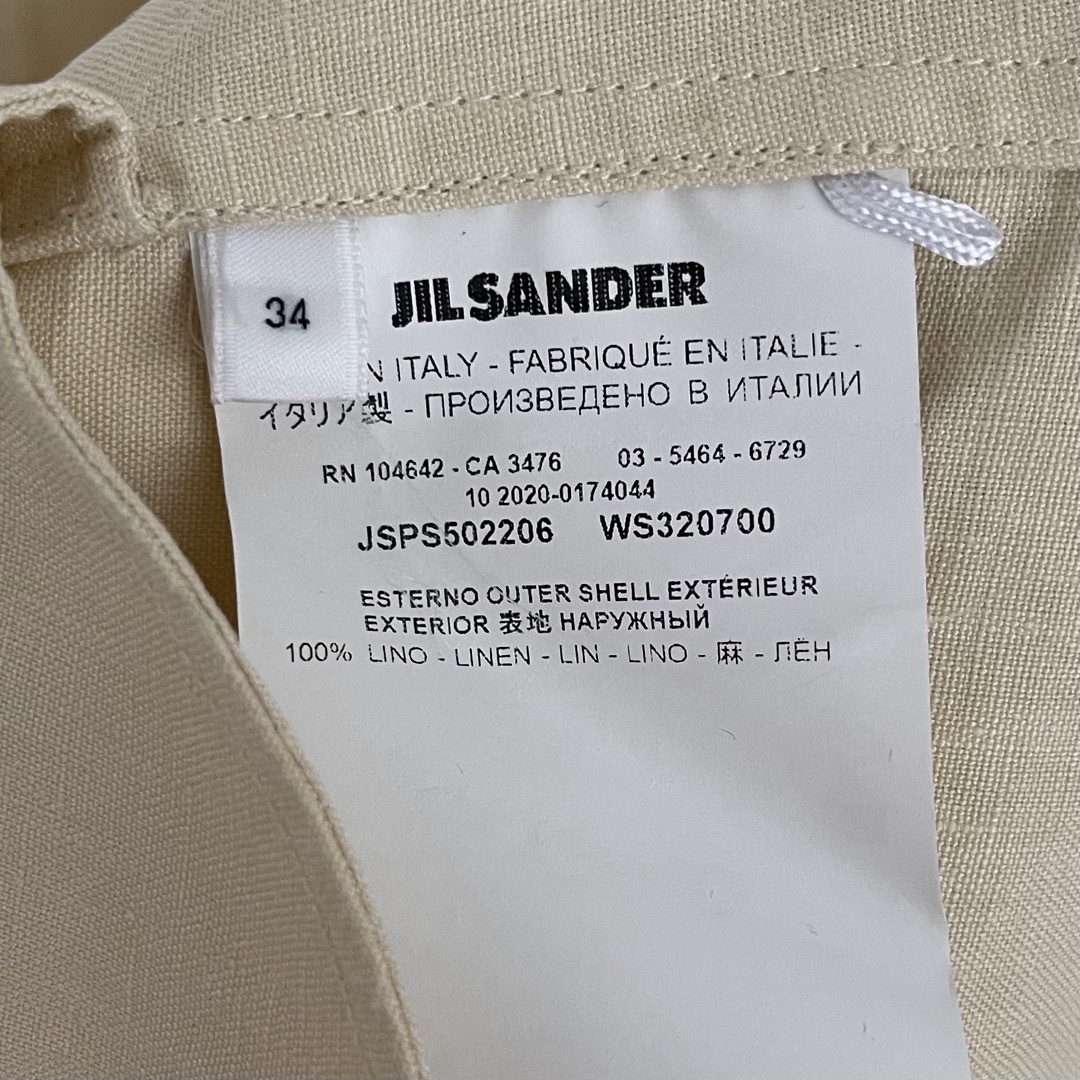 34
JIL SANDER
N ITALY - FABRIQUÉ EN ITALIE -
イタリア製 - ПРОИЗВЕДЕНО В ИТАЛИИ
RN 104642 - CA 3476 03 - 5464 - 6729
10 2020-0174044
JSPS502206 WS320700
ESTERNO OUTER SHELL EXTÉRIEUR
EXTERIOR 表地 НАРУЖНЫЙ
100% LINO - LINEN - LIN - LINO - 麻 - ЛЁН